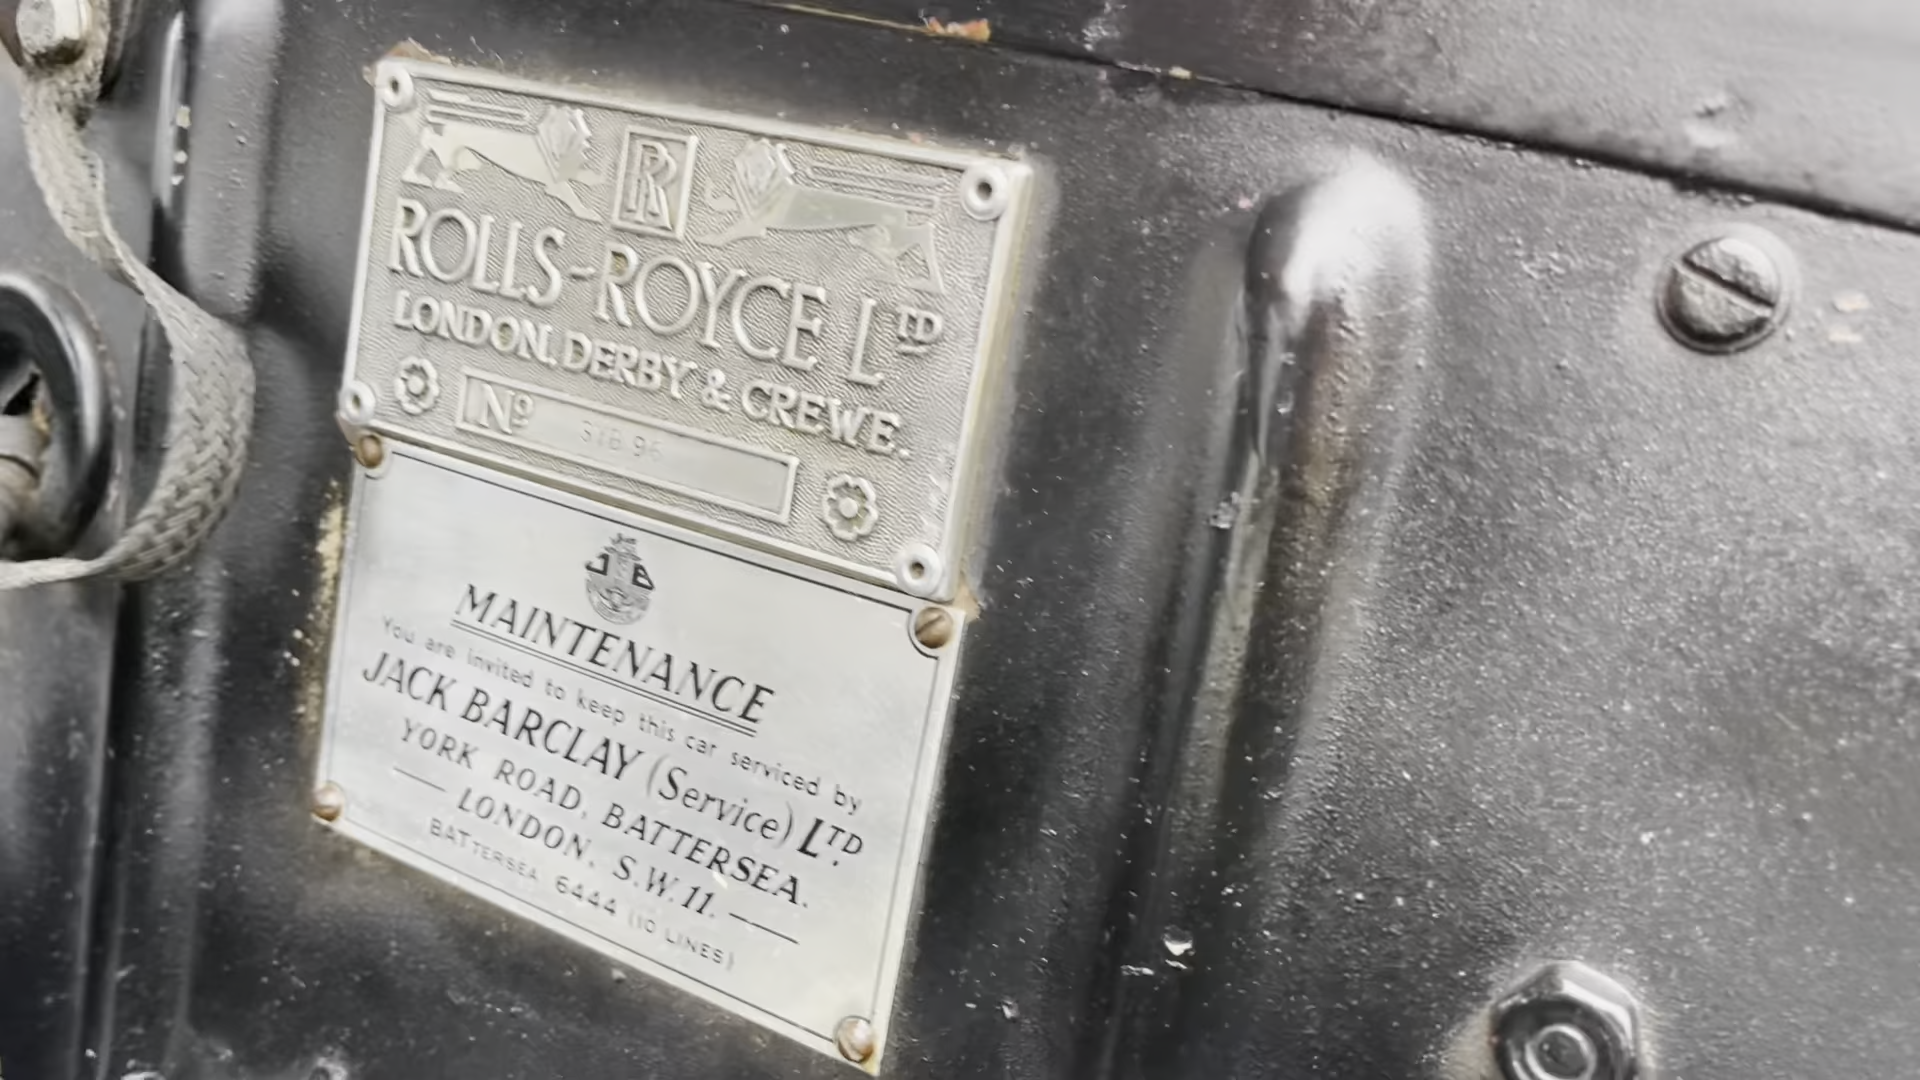 RR
ROLLS-ROYCE LTD
LONDON, DERBY & CREWE.
No
JB
MAINTENANCE
You are invited to keep this car serviced by
JACK BARCLAY (Service) LTD.
YORK ROAD, BATTERSEA.
LONDON. S.W.11.
BATTERSEA 6444 (10 LINES)